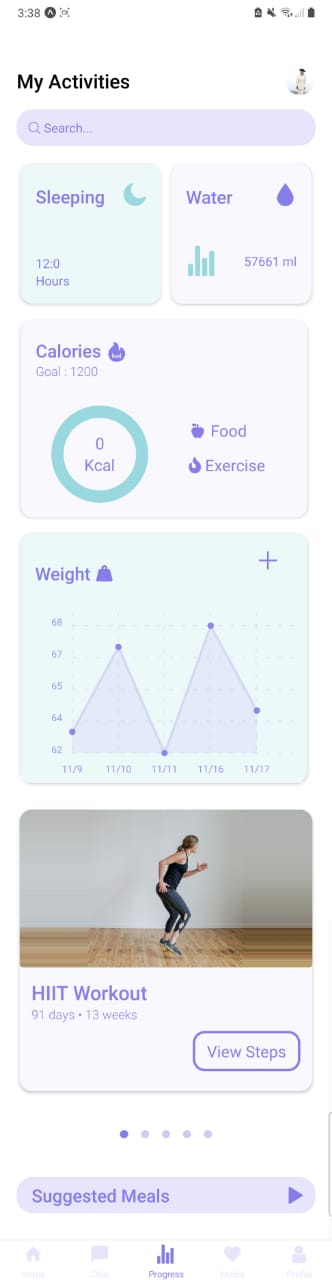 3:38
My Activities
Search...
Sleeping
12:0
Hours
Water
57661 ml
Calories
kcal
Goal : 1200
0
Kcal
Food
Exercise
Weight
68
67
65
64
62
11/9 11/10 11/11 11/16 11/17
HIIT Workout
91 days • 13 weeks
View Steps
Suggested Meals
Home Chat Progress Meals Profile